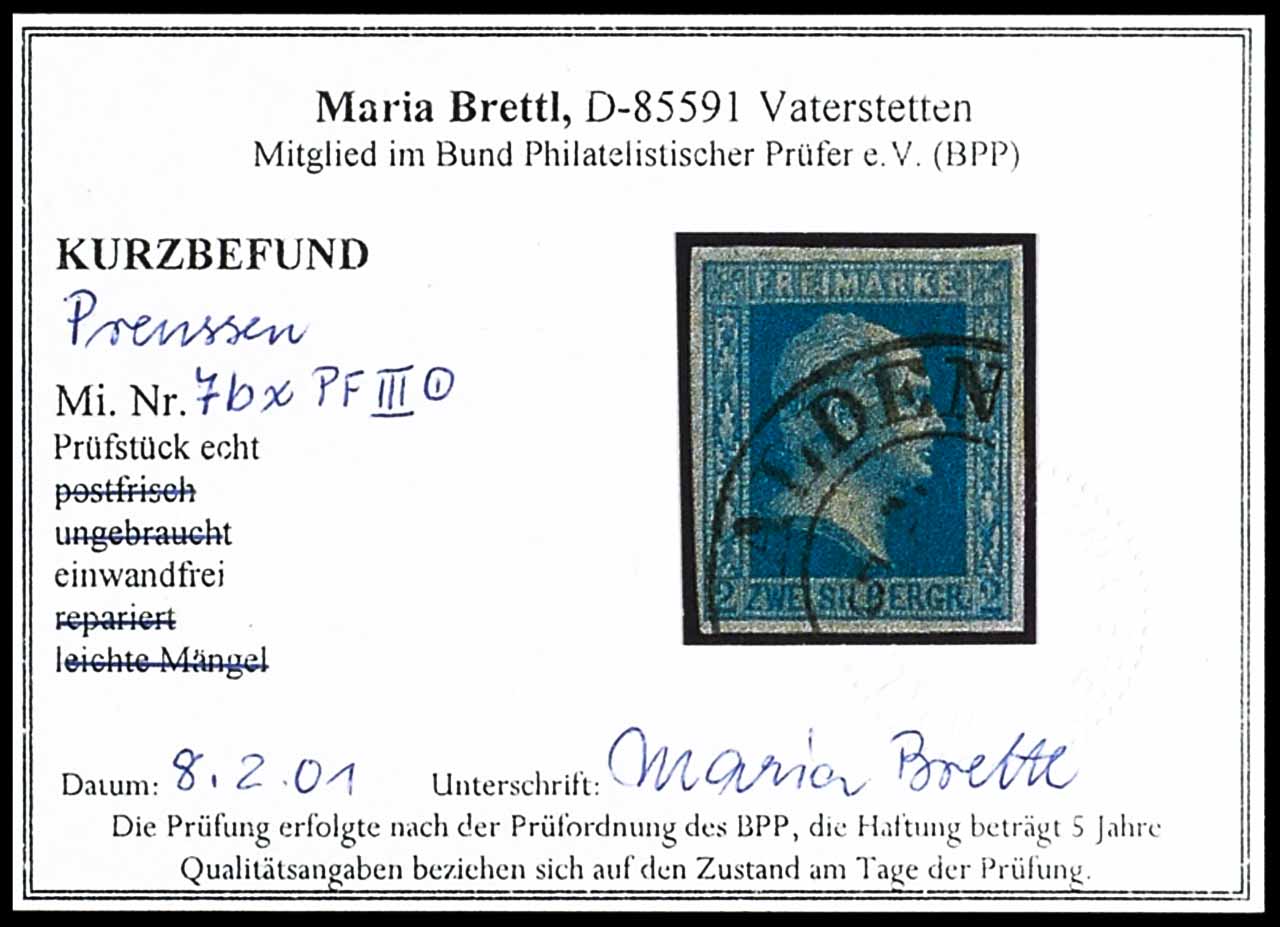 Maria Brettl, D-85591 Vaterstetten
Mitglied im Bund Philatelistischer Prüfer e.V. (BPP)
KURZBEFUND
Preussen
Mi. Nr. 7bx PF III ⊙
Prüfstück echt
postfrisch
ungebraucht
einwandfrei
repariert
leichte Mängel
FREIMARKE
LDEN
2 ZWEI SILBERGR. 2
Datum: 8.2.01 Unterschrift: Maria Brettl
Die Prüfung erfolgte nach der Prüfordnung des BPP, die Haftung beträgt 5 Jahre
Qualitätsangaben beziehen sich auf den Zustand am Tage der Prüfung.